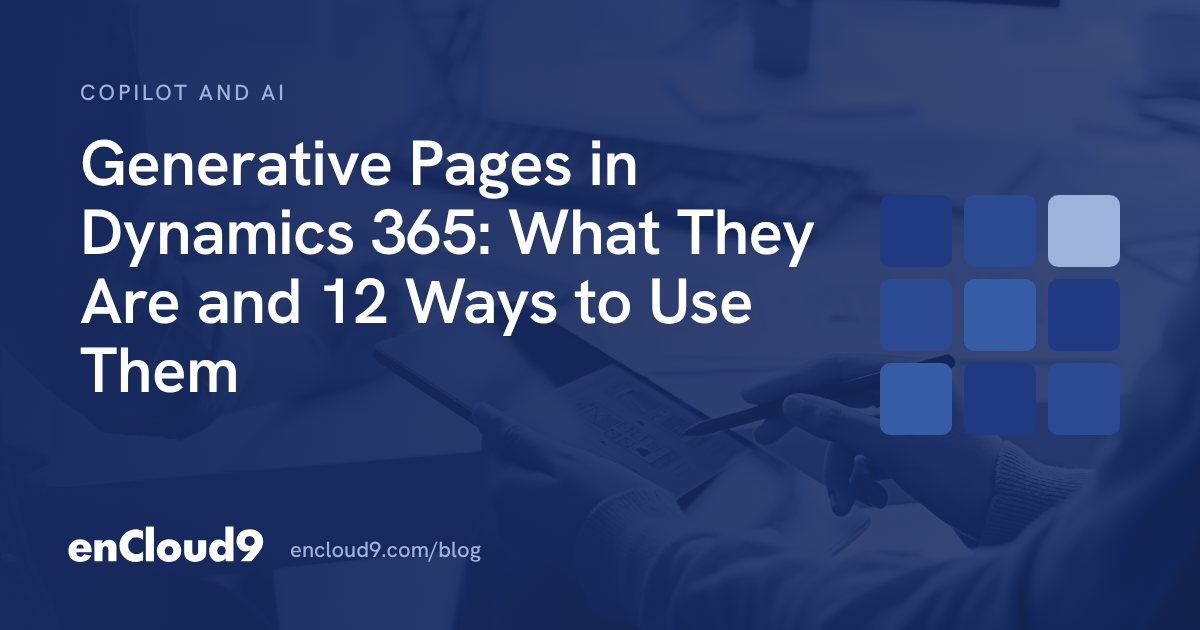 COPILOT AND AI
Generative Pages in
Dynamics 365: What They
Are and 12 Ways to Use
Them
enCloud9
encloud9.com/blog